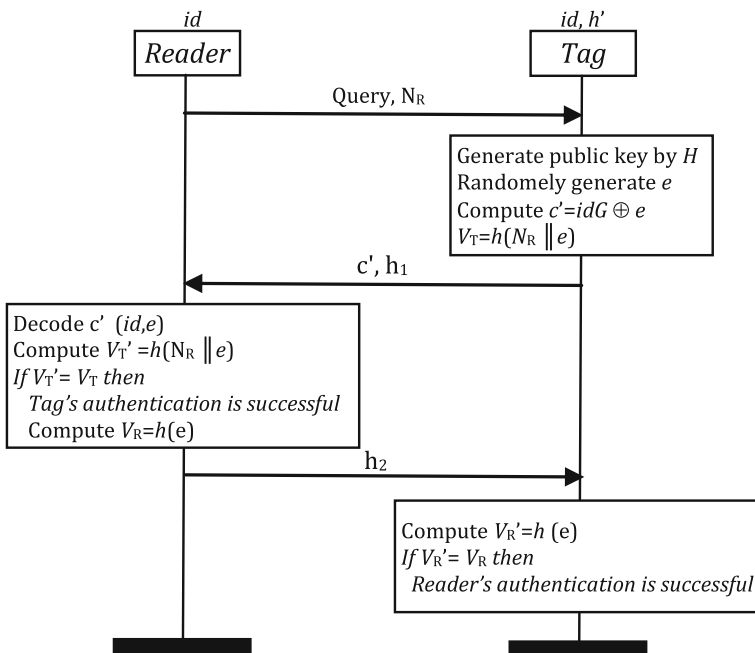 id
id, h'
Reader
Tag
Query, NR
Generate public key by H
Randomely generate e
Compute c'=idG ⊕ e
VT=h(NR ‖ e)
c', h1
Decode c' (id,e)
Compute VT' =h(NR ‖ e)
If VT'= VT then
Tag's authentication is successful
Compute VR=h(e)
h2
Compute VR'=h (e)
If VR'= VR then
Reader's authentication is successful